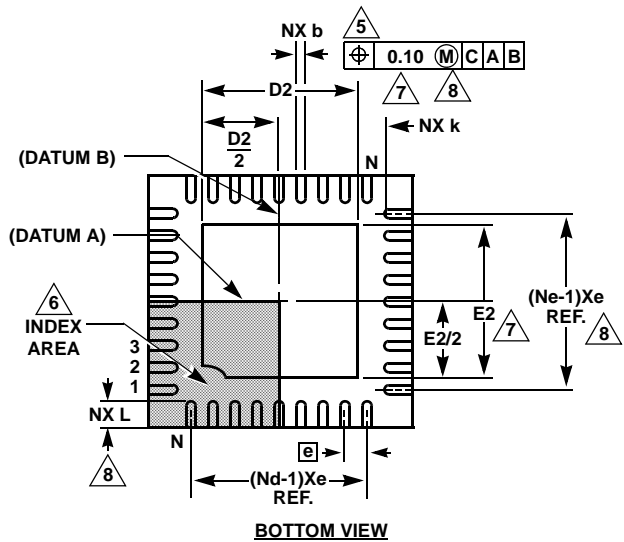 5
NX b
⌖ 0.10 Ⓜ C A B
7
8
D2
D2
2
NX k
(DATUM B)
N
(DATUM A)
6
INDEX
AREA
3
2
1
NX L
8
N
E2/2
E2
7
(Ne-1)Xe
REF.
8
e
(Nd-1)Xe
REF.
BOTTOM VIEW